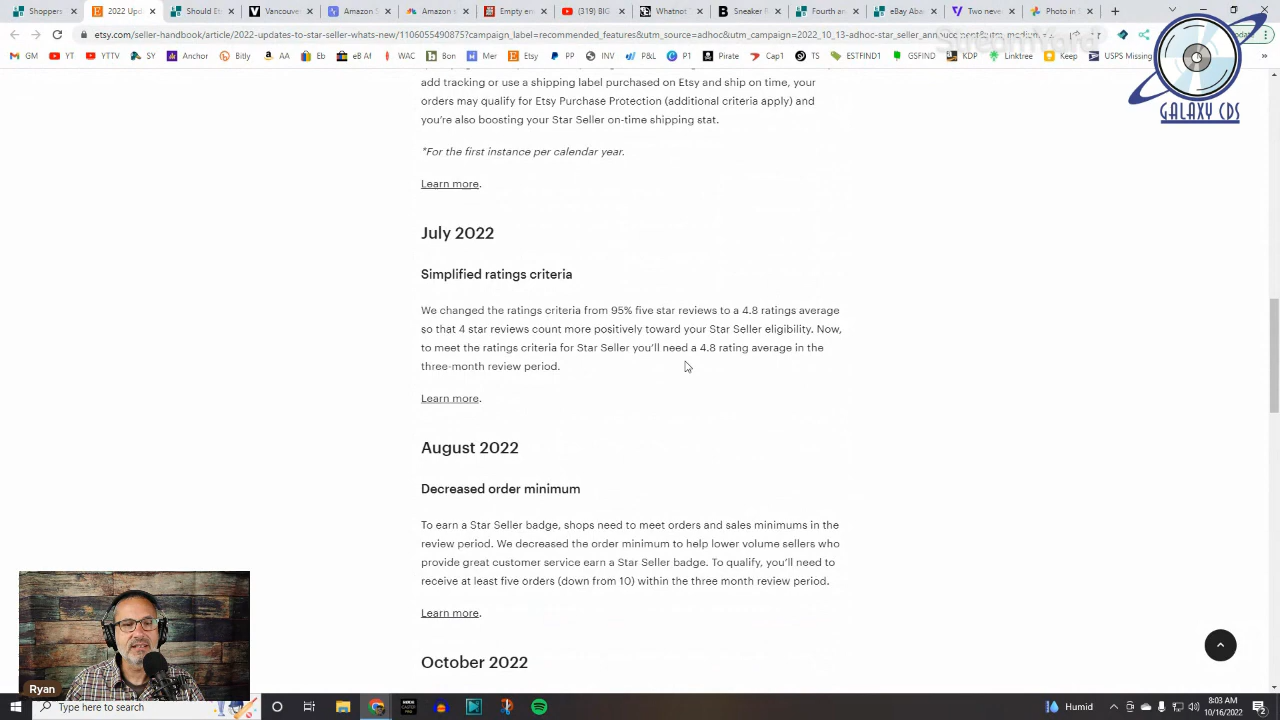 Shoppers
2022 Upd
Should E
Vancouver
Amazon S
Amazon s
(319) BIG
Whatnot
Sneaker B
Fourth an
eBay Aba
Two new
Photo in
etsy.com/seller-handbook/article/2022-updates-to-star-seller-whats-new/1106055490875?campaign_label=recommended_features&utm_source=adhoc&utm_campaign=2022_10_13-adhoc-star_seller_announcement&utm_medium
GM YT YTTV SU Anchor Bitly AA Eb eB Af WAC Bon Merc Etsy INV P&L P1 Pirate Cap1 TS ESTFIND1 GSFIND KDP Linktree Keep USPS Missi
GALAXY CDS
add tracking or use a shipping label purchased on Etsy and ship on time, your
orders may qualify for Etsy Purchase Protection (additional criteria apply) and
you're also boosting your Star Seller on-time shipping stat.
*For the first instance per calendar year.
Learn more.
July 2022
Simplified ratings criteria
We changed the ratings criteria from 95% five star reviews to a 4.8 ratings average
so that 4 star reviews count more positively toward your Star Seller eligibility. Now,
to meet the ratings criteria for Star Seller you'll need a 4.8 rating average in the
three-month review period.
Learn more.
August 2022
Decreased order minimum
To earn a Star Seller badge, shops need to meet orders and sales minimums in the
review period. We decreased the order minimum to help lower volume sellers who
provide great customer service earn a Star Seller badge. To qualify, you'll need to
receive at least five orders (down from 10) within the three month review period.
Learn more.
October 2022
Ryan
Type here to search
Humid
8:03 AM
10/16/2022